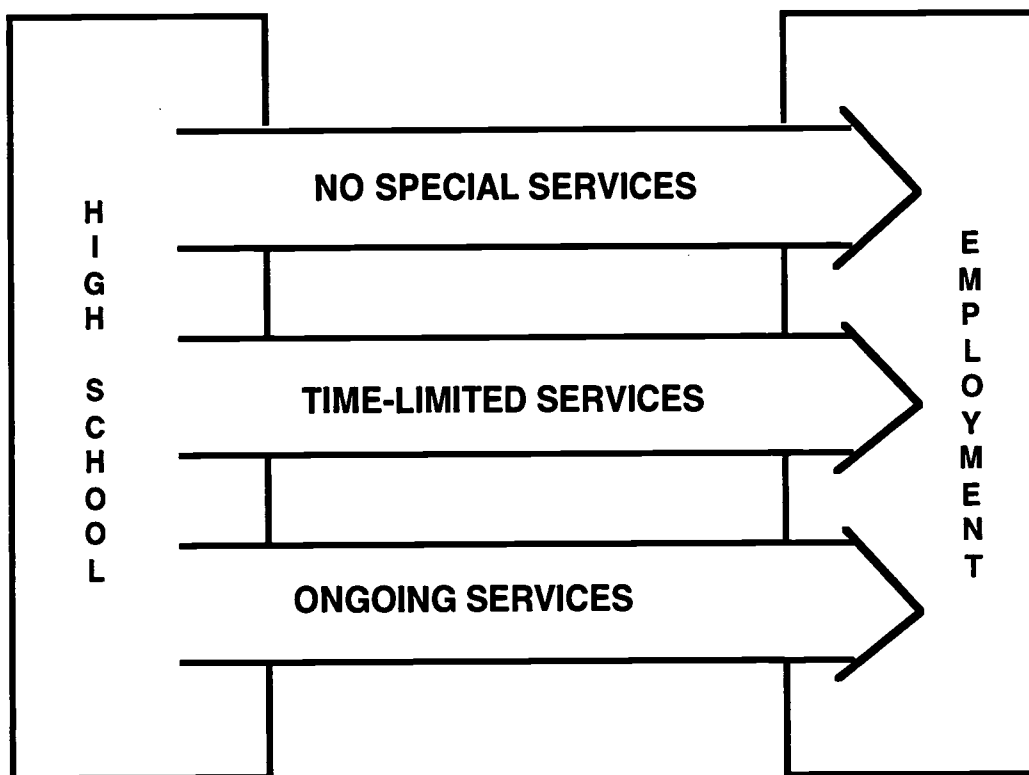 HIGH SCHOOL
NO SPECIAL SERVICES
TIME-LIMITED SERVICES
ONGOING SERVICES
EMPLOYMENT